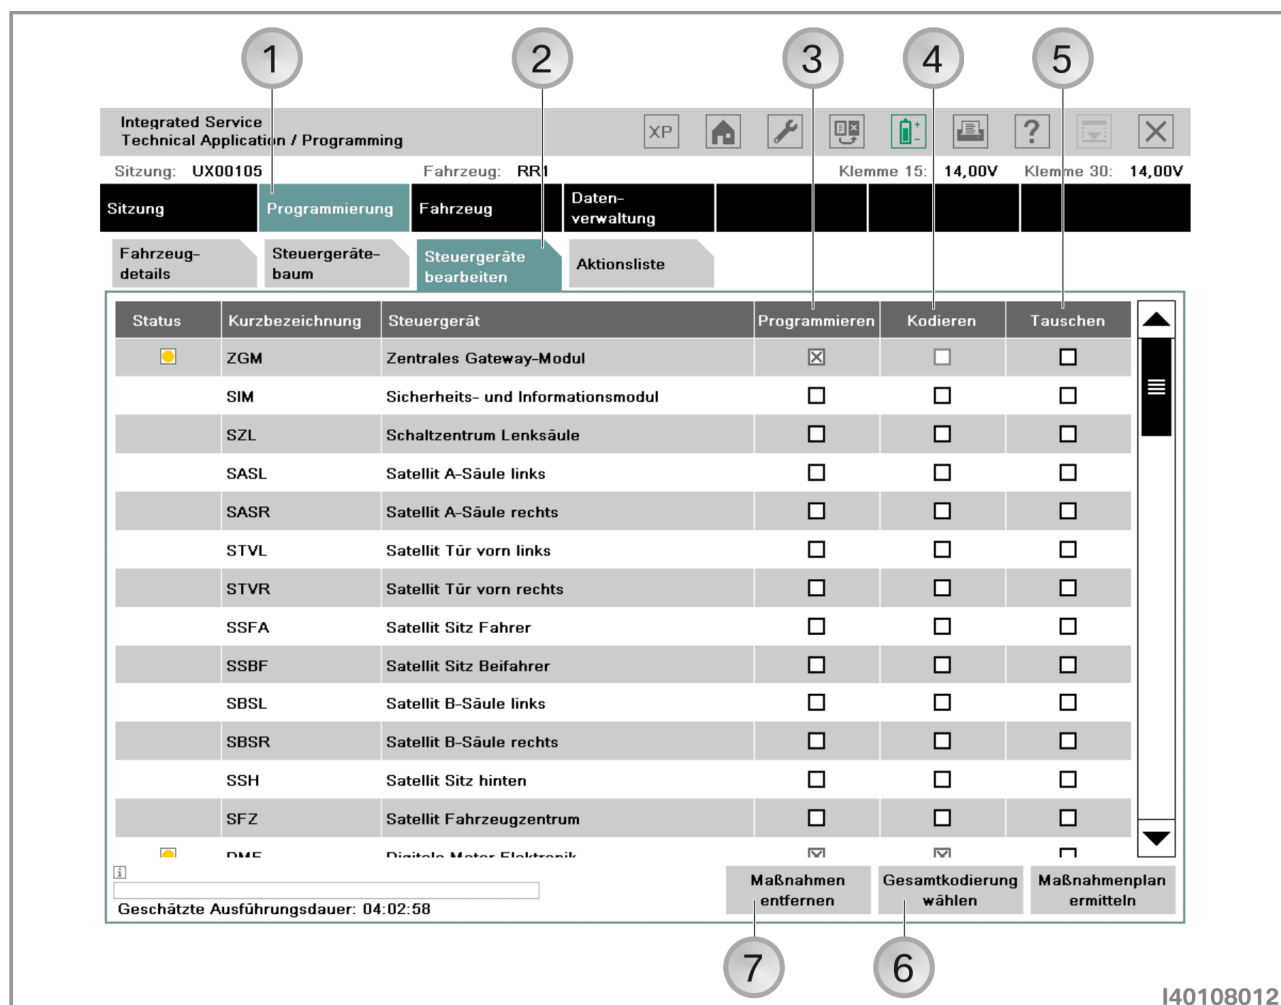 1 2 3 4 5
Integrated Service
Technical Application / Programming
XP ?
Sitzung: UX00105 Fahrzeug: RR1 Klemme 15: 14,00V Klemme 30: 14,00V
Sitzung Programmierung Fahrzeug Daten-
verwaltung
Fahrzeug-
details
Steuergeräte-
baum
Steuergeräte
bearbeiten
Aktionsliste
Status Kurzbezeichnung Steuergerät Programmieren Kodieren Tauschen
ZGM Zentrales Gateway-Modul
SIM Sicherheits- und Informationsmodul
SZL Schaltzentrum Lenksäule
SASL Satellit A-Säule links
SASR Satellit A-Säule rechts
STVL Satellit Tür vorn links
STVR Satellit Tür vorn rechts
SSFA Satellit Sitz Fahrer
SSBF Satellit Sitz Beifahrer
SBSL Satellit B-Säule links
SBSR Satellit B-Säule rechts
SSH Satellit Sitz hinten
SFZ Satellit Fahrzeugzentrum
DME Digitale Motor Elektronik
i
Geschätzte Ausführungsdauer: 04:02:58
Maßnahmen
entfernen
Gesamtkodierung
wählen
Maßnahmenplan
ermitteln
7 6
I40108012